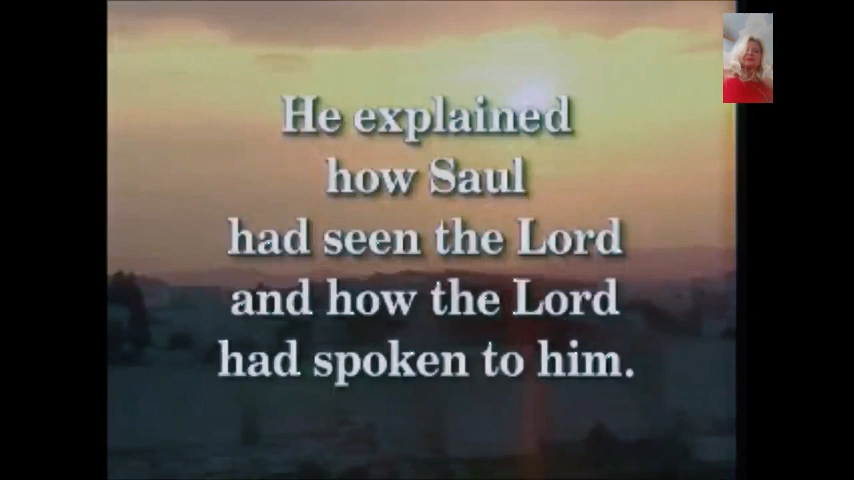 He explained
how Saul
had seen the Lord
and how the Lord
had spoken to him.